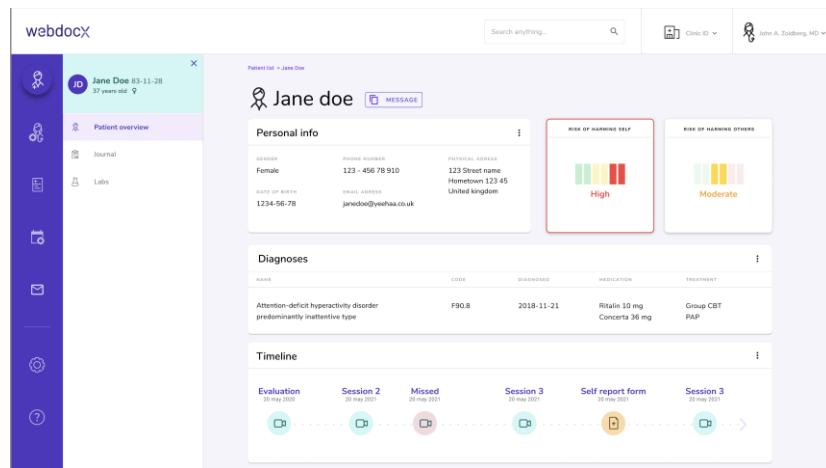 webdocx
Search anything...
Clinic ID
John A. Zoidberg, MD
JD
Jane Doe 83-11-28
37 years old
Patient overview
Journal
Labs
Patient list > Jane Doe
Jane doe
MESSAGE
Personal info
GENDER
PHONE NUMBER
PHYSICAL ADRESS
Female
123 - 456 78 910
123 Street name
Hometown 123 45
United kingdom
DATE OF BIRTH
EMAIL ADRESS
1234-56-78
janedoe@yeehaa.co.uk
RISK OF HARMING SELF
High
RISK OF HARMING OTHERS
Moderate
Diagnoses
NAME
CODE
DIAGNOSED
MEDICATION
TREATMENT
Attention-deficit hyperactivity disorder
predominantly inattentive type
F90.8
2018-11-21
Ritalin 10 mg
Concerta 36 mg
Group CBT
PAP
Timeline
Evaluation
20 may 2020
Session 2
20 may 2021
Missed
20 may 2021
Session 3
20 may 2021
Self report form
20 may 2021
Session 3
20 may 2021